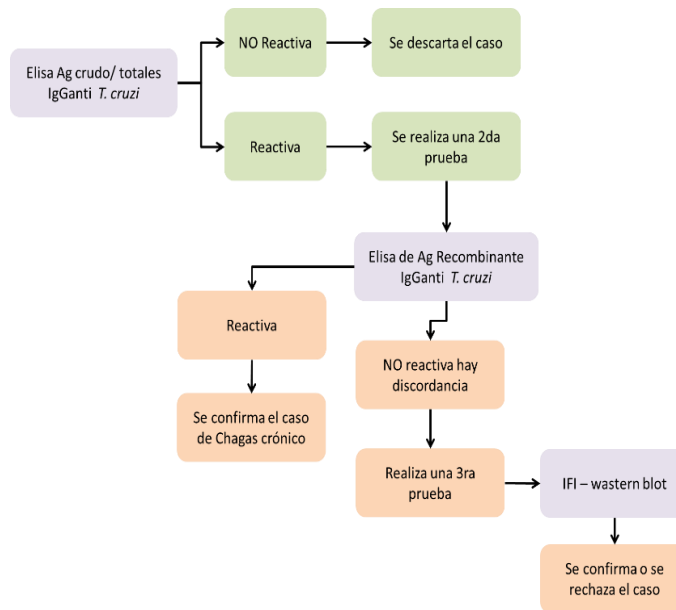 NO Reactiva
Se descarta el caso
Elisa Ag crudo/ totales
IgGanti T. cruzi
Reactiva
Se realiza una 2da
prueba
Elisa de Ag Recombinante
IgGanti T. cruzi
Reactiva
NO reactiva hay
discordancia
Se confirma el caso
de Chagas crónico
Realiza una 3ra
prueba
IFI – wastern blot
Se confirma o se
rechaza el caso